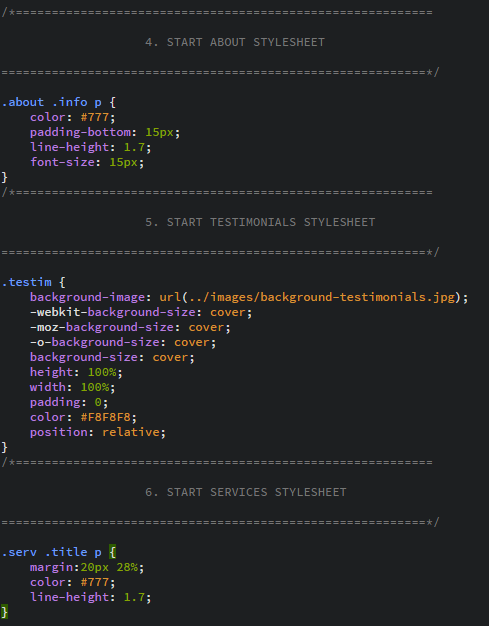 /*==========================================================
4. START ABOUT STYLESHEET
===========================================================*/
.about .info p {
color: #777;
padding-bottom: 15px;
line-height: 1.7;
font-size: 15px;
}
/*==========================================================
5. START TESTIMONIALS STYLESHEET
===========================================================*/
.testim {
background-image: url(../images/background-testimonials.jpg);
-webkit-background-size: cover;
-moz-background-size: cover;
-o-background-size: cover;
background-size: cover;
height: 100%;
width: 100%;
padding: 0;
color: #F8F8F8;
position: relative;
}
/*==========================================================
6. START SERVICES STYLESHEET
===========================================================*/
.serv .title p {
margin:20px 28%;
color: #777;
line-height: 1.7;
}